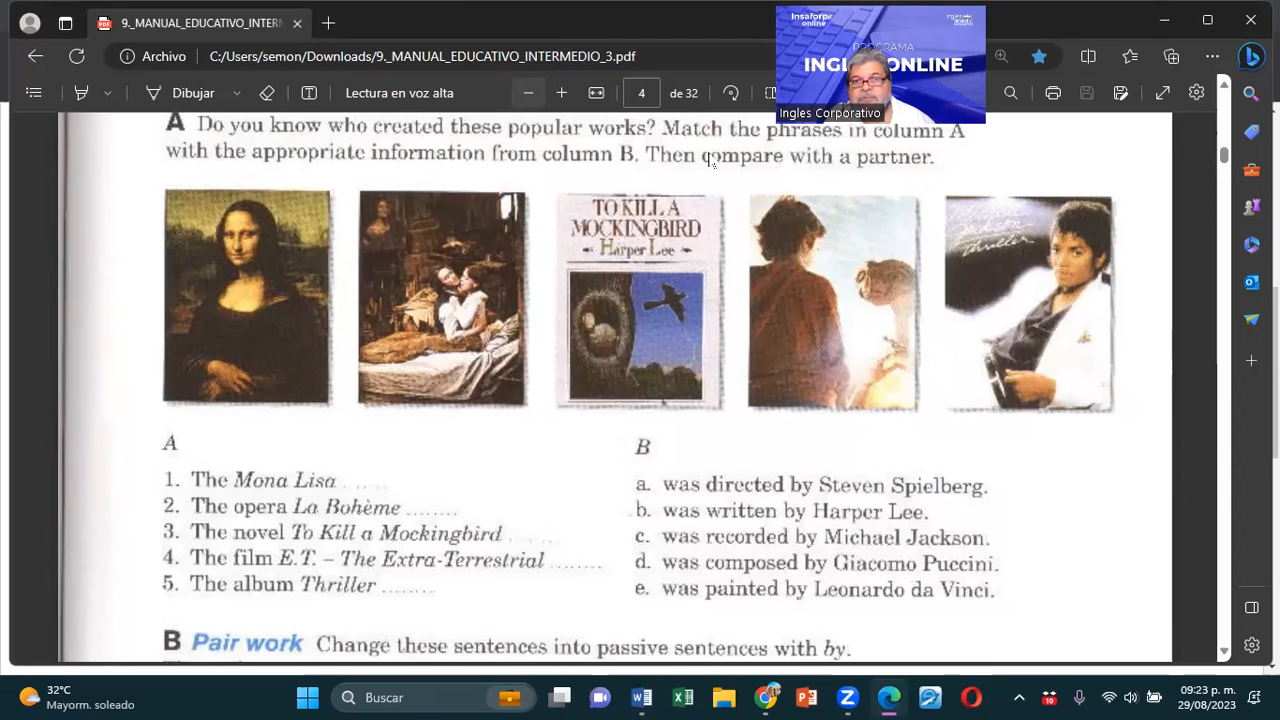 9._MANUAL_EDUCATIVO_INTERM
Insaforp
online
PROGRAMA
INGLES ONLINE
Ingles Corporativo
Archivo
C:/Users/semon/Downloads/9._MANUAL_EDUCATIVO_INTERMEDIO_3.pdf
Dibujar
Lectura en voz alta
4
de 32
A Do you know who created these popular works? Match the phrases in column A
with the appropriate information from column B. Then compare with a partner.
TO KILL A
MOCKINGBIRD
Harper Lee
Thriller
A
B
1. The Mona Lisa ......
2. The opera La Bohème ........
3. The novel To Kill a Mockingbird ......
4. The film E.T. – The Extra-Terrestrial ........
5. The album Thriller ........
a. was directed by Steven Spielberg.
b. was written by Harper Lee.
c. was recorded by Michael Jackson.
d. was composed by Giacomo Puccini.
e. was painted by Leonardo da Vinci.
B Pair work Change these sentences into passive sentences with by.
32°C
Mayorm. soleado
Buscar
10
09:23 p. m.
29/08/2023